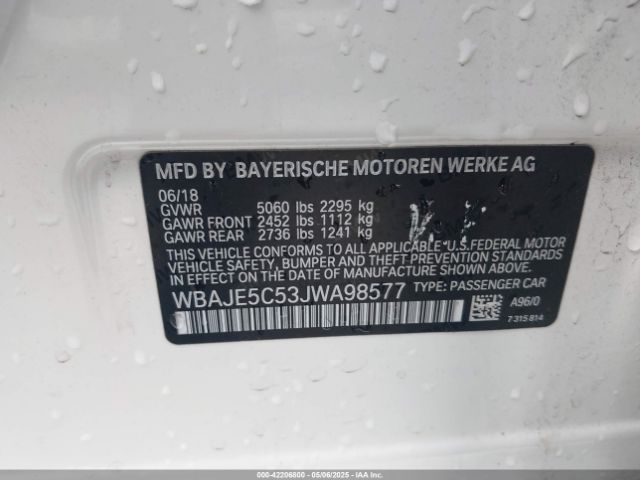 MFD BY BAYERISCHE MOTOREN WERKE AG
06/18
GVWR 5060 lbs 2295 kg
GAWR FRONT 2452 lbs 1112 kg
GAWR REAR 2736 lbs 1241 kg
THIS VEHICLE CONFORMS TO ALL APPLICABLE U.S. FEDERAL MOTOR
VEHICLE SAFETY, BUMPER AND THEFT PREVENTION STANDARDS
IN EFFECT ON THE DATE OF MANUFACTURE SHOWN ABOVE.
WBAJE5C53JWA98577 TYPE: PASSENGER CAR
A96/0
7315814
000-42206800 - 05/06/2025 - IAAI.COM